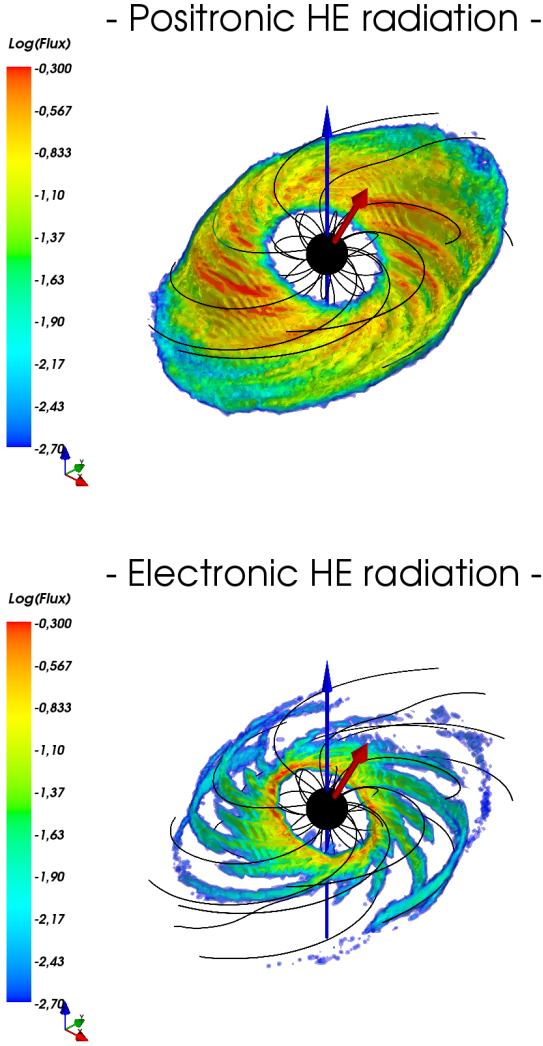 - Positronic HE radiation -
Log(Flux)
-0,300
-0,567
-0,833
-1,10
-1,37
-1,63
-1,90
-2,17
-2,43
-2,70
Y
X
- Electronic HE radiation -
Log(Flux)
-0,300
-0,567
-0,833
-1,10
-1,37
-1,63
-1,90
-2,17
-2,43
-2,70
Y
X